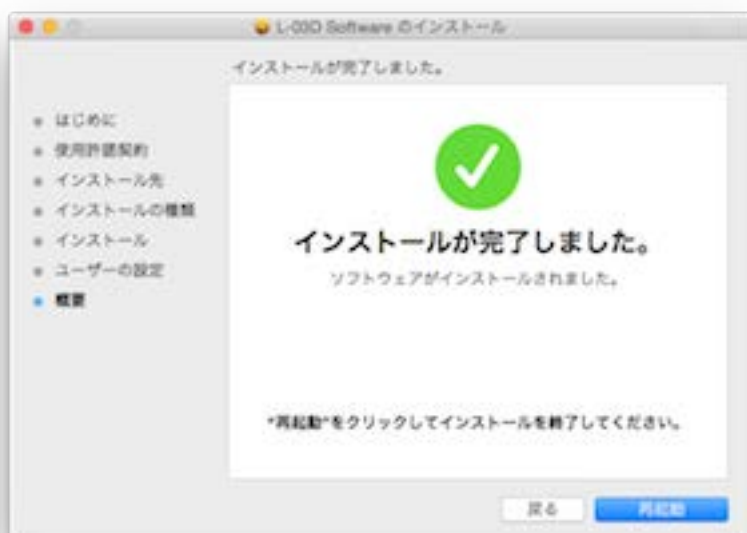 L-03D Software のインストール
インストールが完了しました。
はじめに
使用許諾契約
インストール先
インストールの種類
インストール
ユーザーの設定
概要
インストールが完了しました。
ソフトウェアがインストールされました。
"再起動"をクリックしてインストールを終了してください。
戻る
再起動